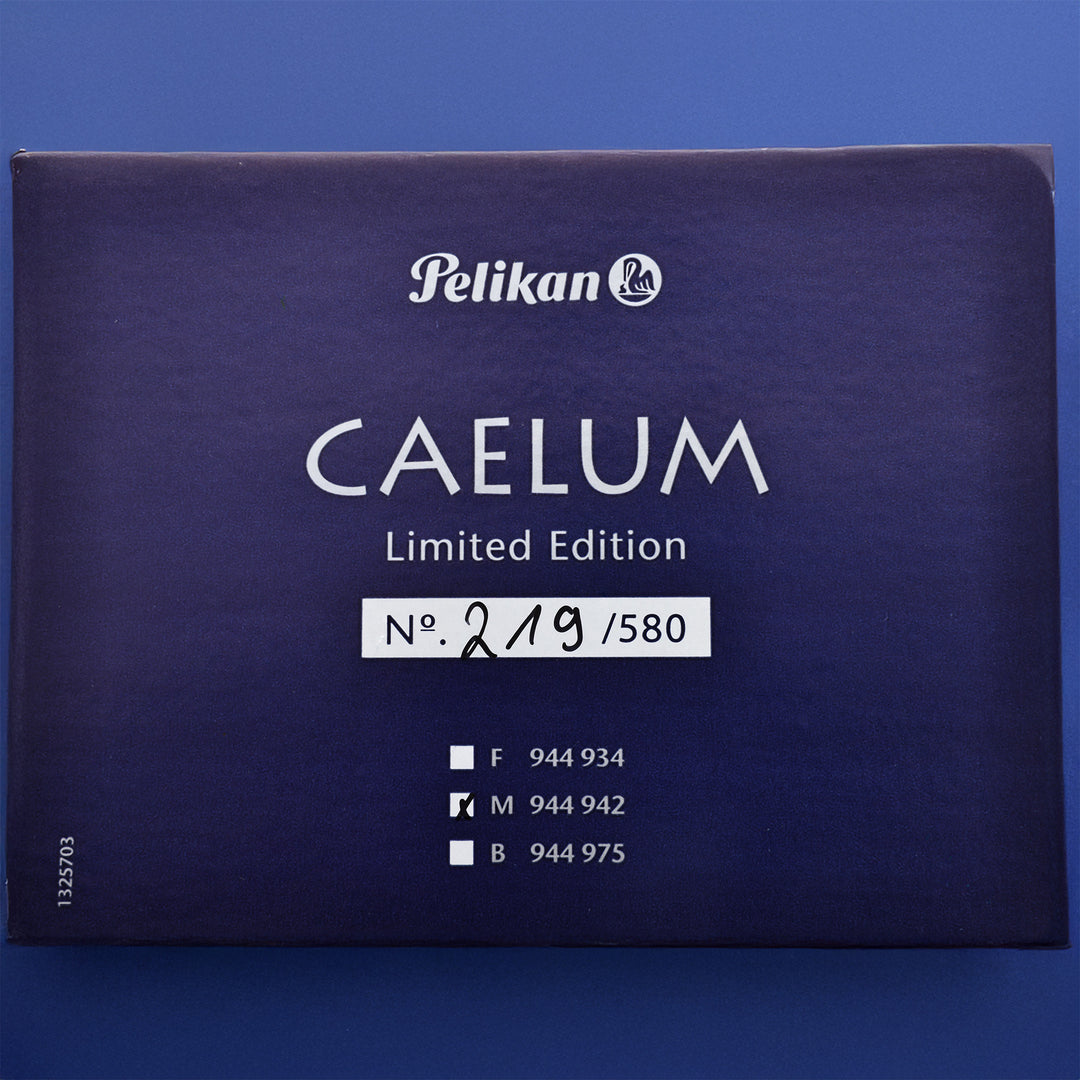 Pelikan
CAELUM
Limited Edition
Nº. 219 /580
F 944 934
M 944 942
B 944 975
1325703